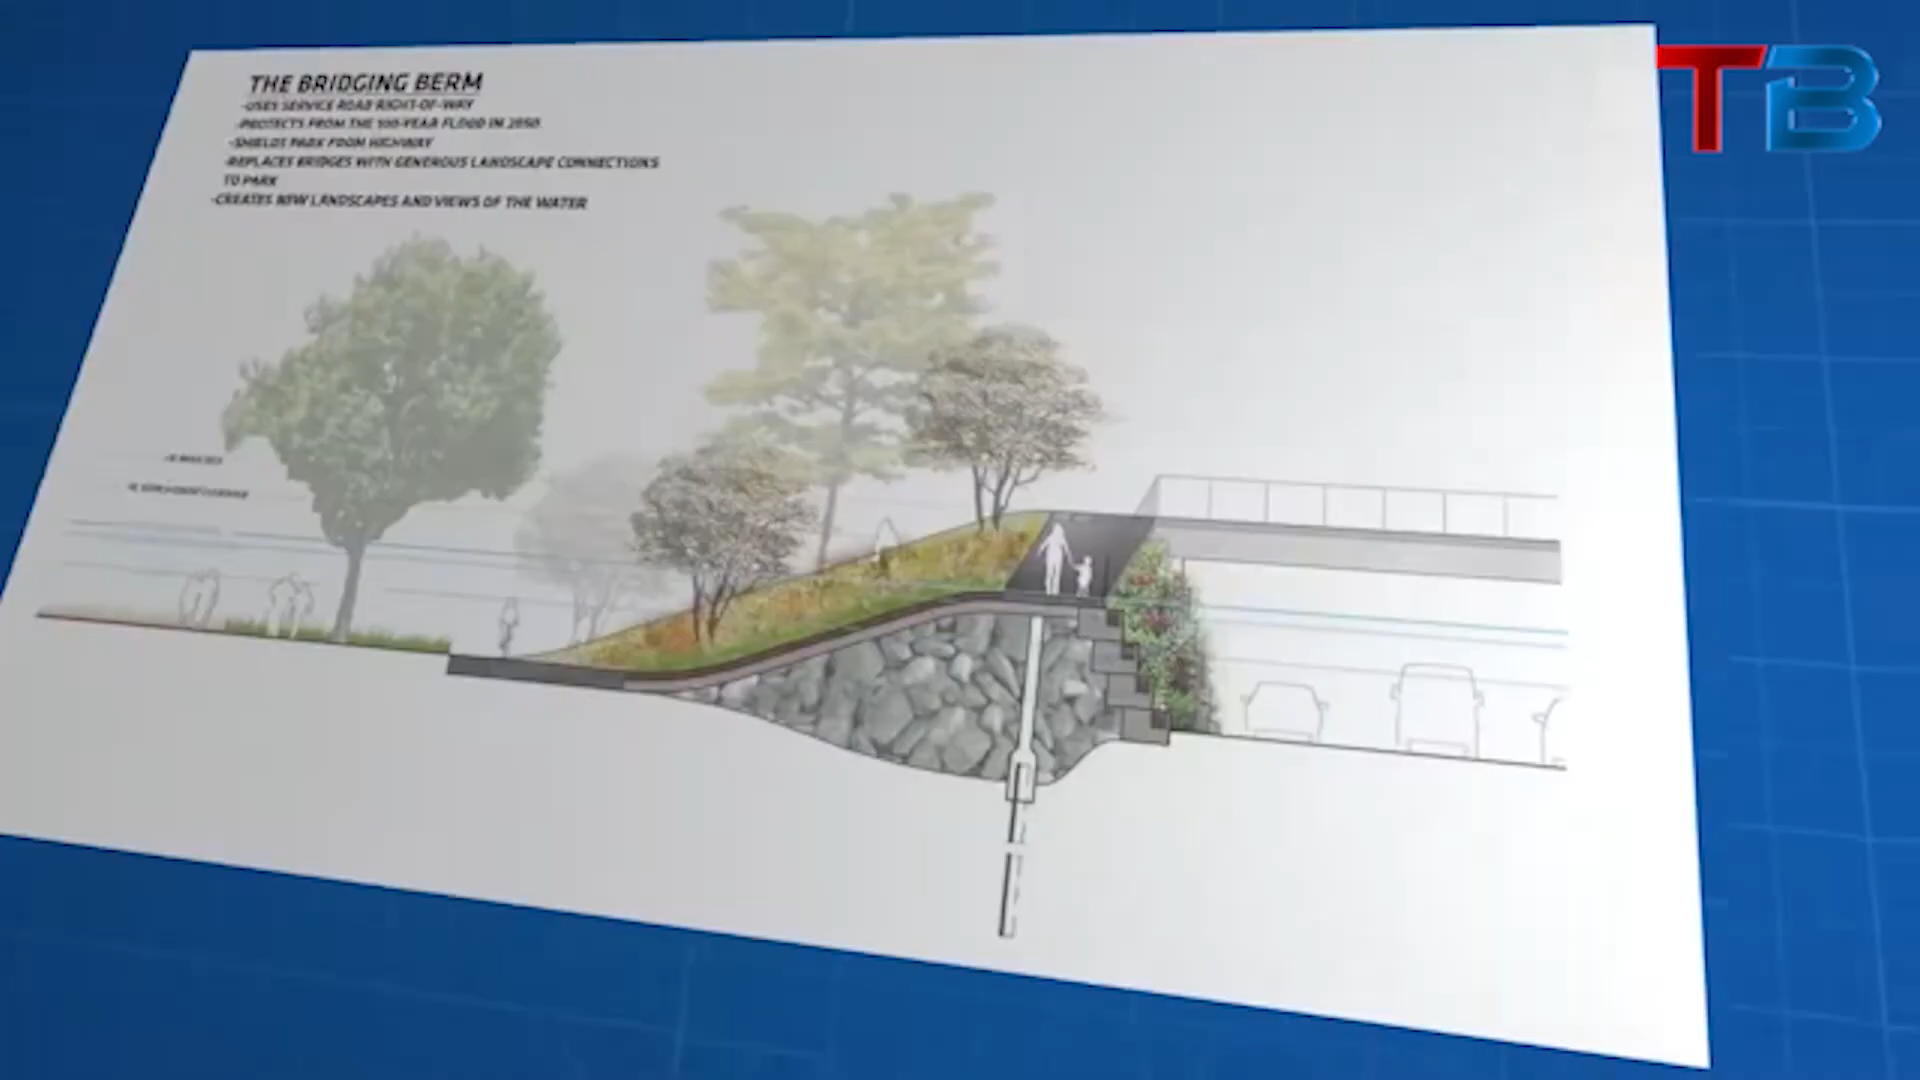 THE BRIDGING BERM
-USES SERVICE ROAD RIGHT-OF-WAY
-PROTECTS FROM THE 100-YEAR FLOOD IN 2050
-SHIELDS PARK FROM HIGHWAY
-REPLACES BRIDGES WITH GENEROUS LANDSCAPE CONNECTIONS
TO PARK
-CREATES NEW LANDSCAPES AND VIEWS OF THE WATER
TB